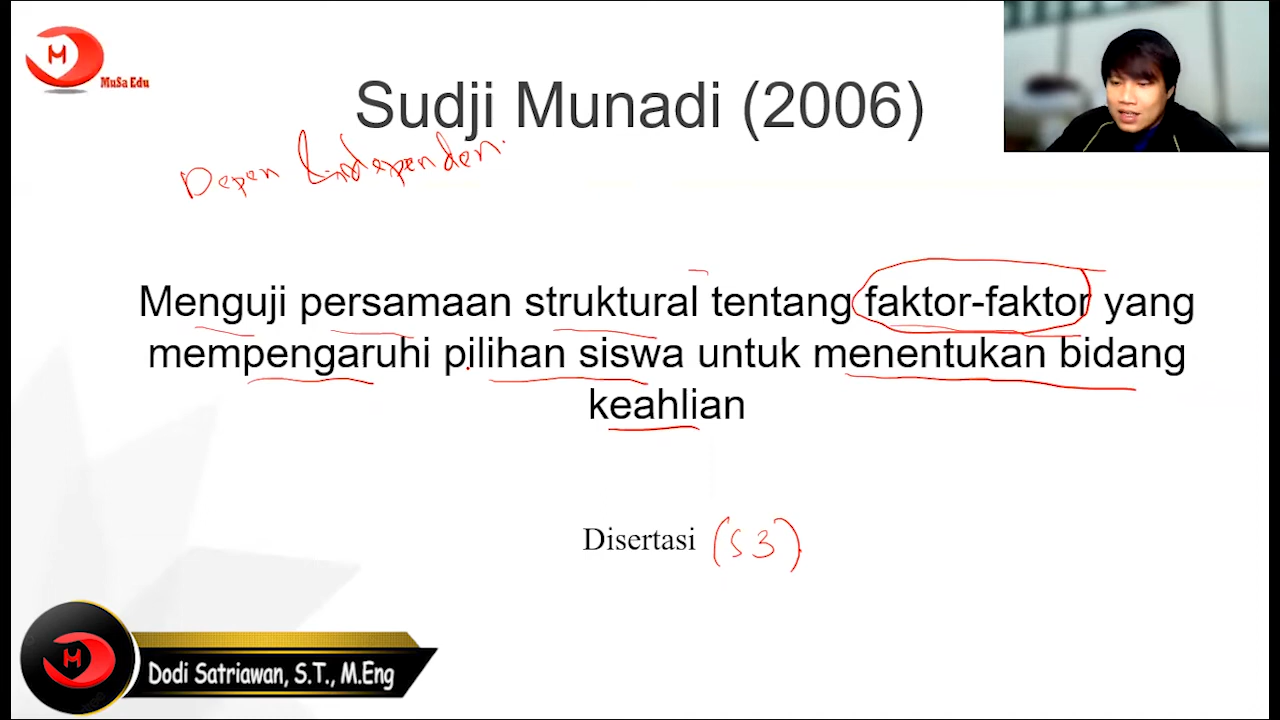 M
MuSa Edu
Sudji Munadi (2006)
Depen & independen.
Menguji persamaan struktural tentang faktor-faktor yang
mempengaruhi pilihan siswa untuk menentukan bidang
keahlian
Disertasi (S3)
M
Dodi Satriawan, S.T., M.Eng